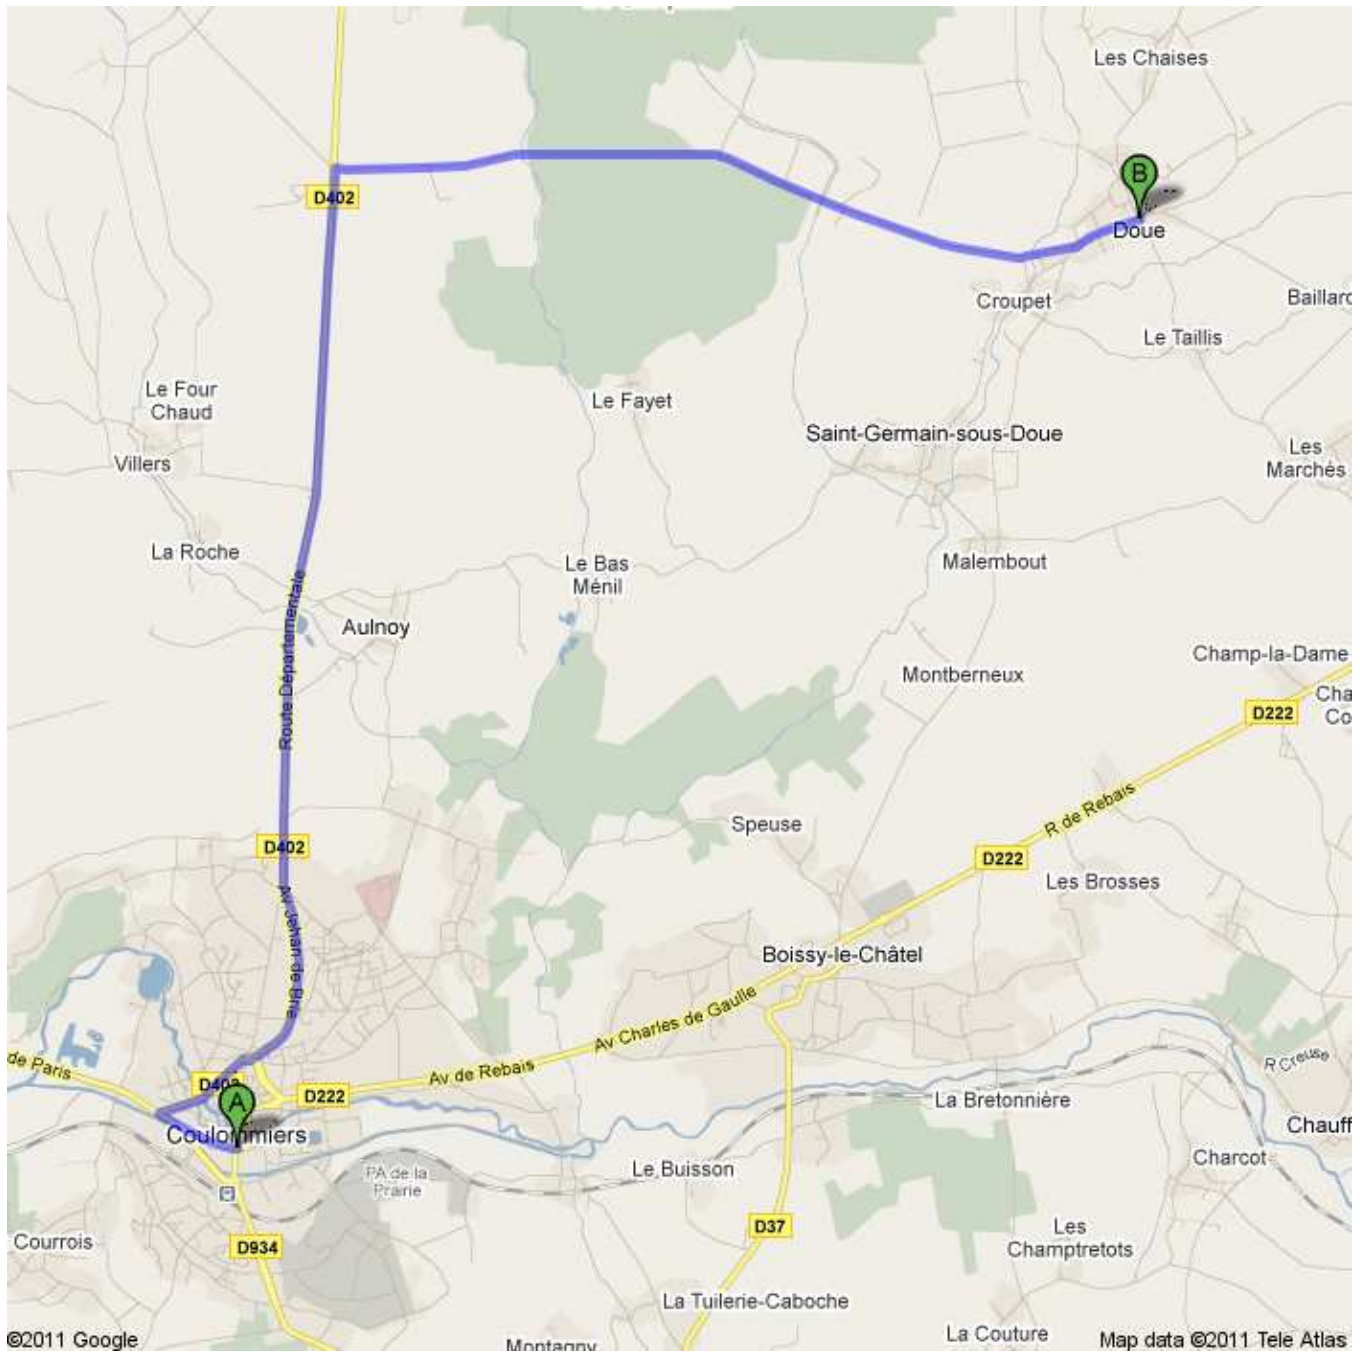 Les Chaises
D402
B
Doue
Croupet
Baillard
Le Taillis
Le Four
Chaud
Le Fayet
Saint-Germain-sous-Doue
Villers
Les
Marchés
La Roche
Le Bas
Ménil
Malembout
Route Départementale
Aulnoy
Champ-la-Dame
Montberneux
Cha
Co
D222
R de Rebais
Speuse
D402
D222
Les Brosses
Av Jehan de Brie
Boissy-le-Châtel
Av Charles de Gaulle
de Paris
Av de Rebais
R Creuse
D402
A
D222
La Bretonnière
Coulommiers
Chauff
PA de la
Prairie
Le Buisson
Charcot
Courrois
D934
D37
Les
Champtretots
La Tuilerie-Caboche
La Couture
Montagny
©2011 Google
Map data ©2011 Tele Atlas